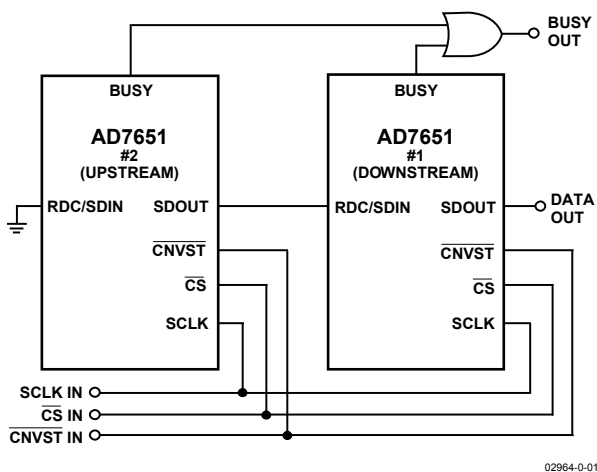 BUSY
OUT
BUSY
BUSY
AD7651
#2
(UPSTREAM)
AD7651
#1
(DOWNSTREAM)
RDC/SDIN
SDOUT
RDC/SDIN
SDOUT
DATA
OUT
CNVST
CNVST
CS
CS
SCLK
SCLK
SCLK IN
CS IN
CNVST IN
02964-0-01